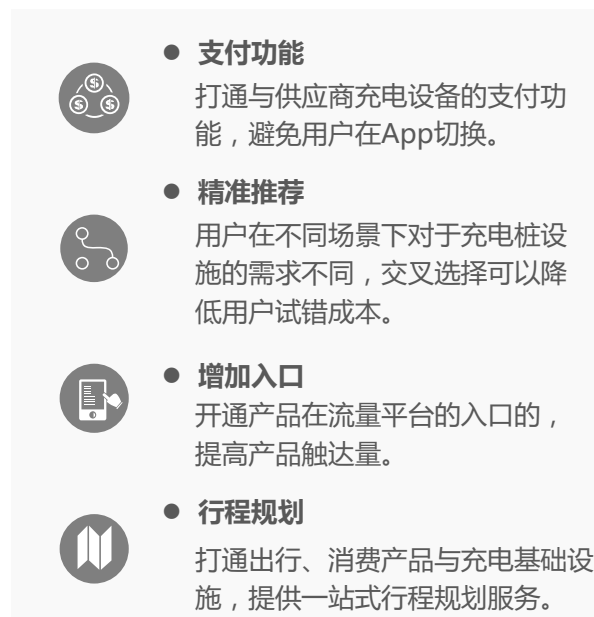 ● 支付功能
打通与供应商充电设备的支付功
能，避免用户在App切换。
● 精准推荐
用户在不同场景下对于充电桩设
施的需求不同，交叉选择可以降
低用户试错成本。
● 增加入口
开通产品在流量平台的入口的，
提高产品触达量。
● 行程规划
打通出行、消费产品与充电基础设
施，提供一站式行程规划服务。